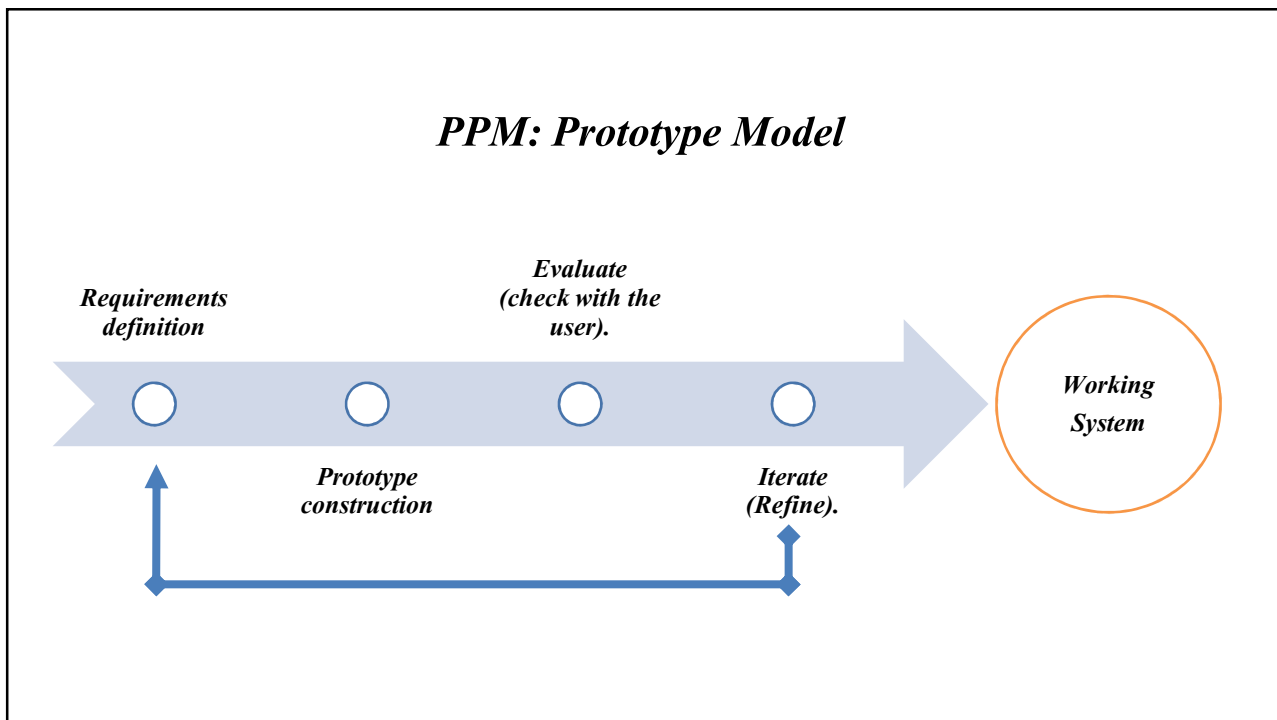 PPM: Prototype Model
Requirements
definition
Prototype
construction
Evaluate
(check with the
user).
Iterate
(Refine).
Working
System